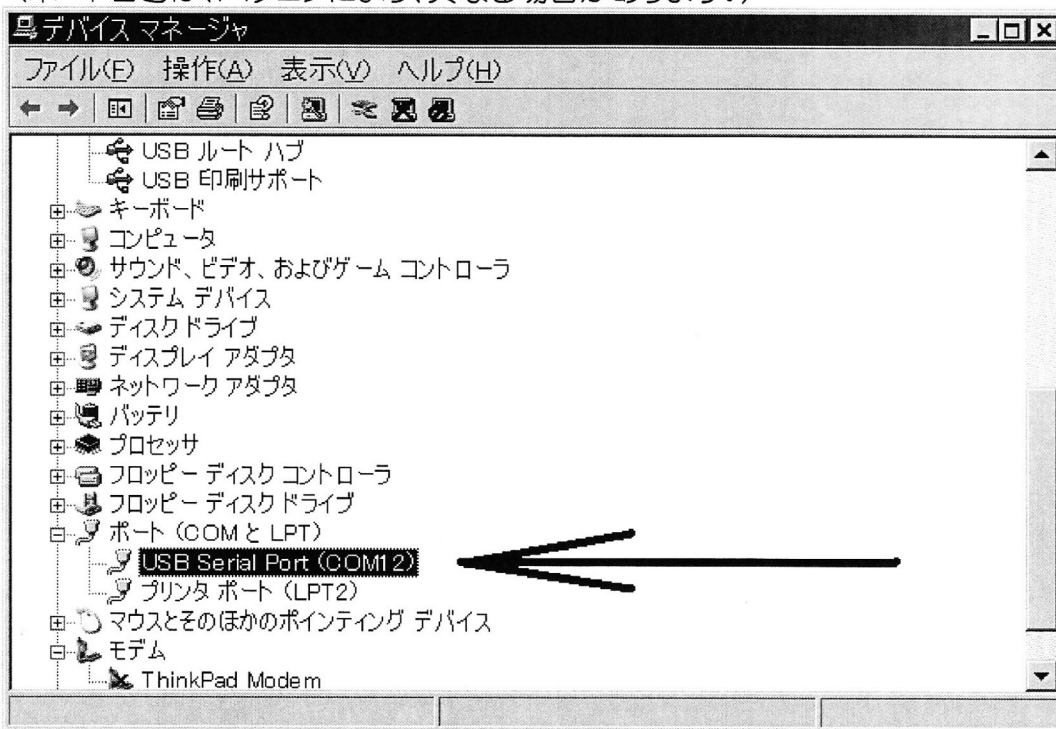 デバイス マネージャ
ファイル(F) 操作(A) 表示(V) ヘルプ(H)
USB ルート ハブ
USB 印刷サポート
キーボード
コンピュータ
サウンド、ビデオ、およびゲーム コントローラ
システム デバイス
ディスク ドライブ
ディスプレイ アダプタ
ネットワーク アダプタ
バッテリ
プロセッサ
フロッピー ディスク コントローラ
フロッピー ディスク ドライブ
ポート (COM と LPT)
USB Serial Port (COM12)
プリンタ ポート (LPT2)
マウスとそのほかのポインティング デバイス
モデム
ThinkPad Modem